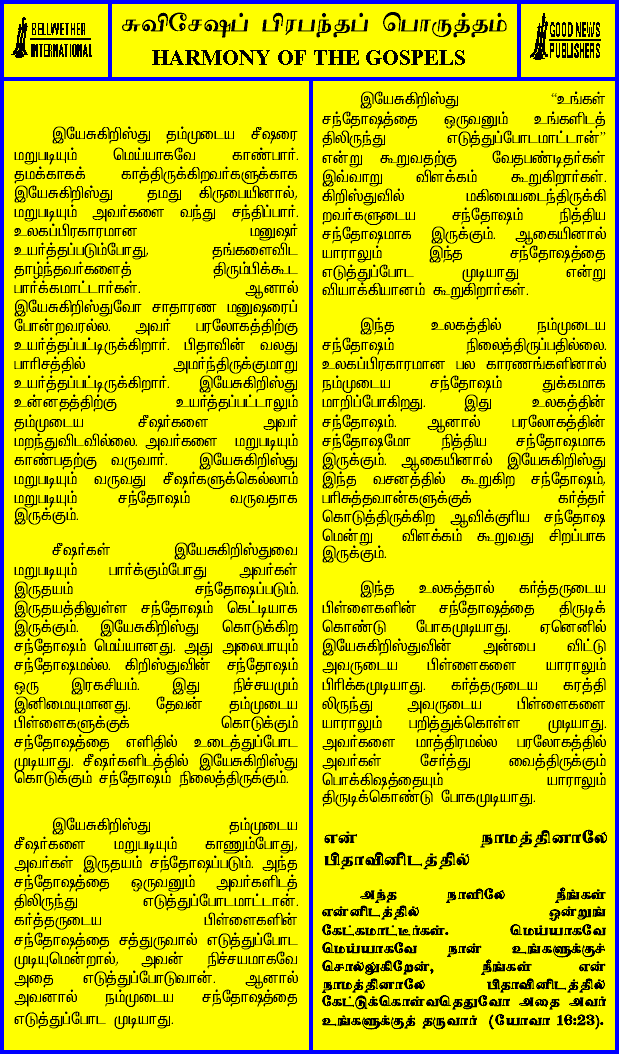 BELLWETHER
INTERNATIONAL
சுவிசேஷப் பிரபந்தப் பொருத்தம்
HARMONY OF THE GOSPELS
GOOD NEWS
PUBLISHERS
இயேசுகிறிஸ்து தம்முடைய சீஷரை
மறுபடியும் மெய்யாகவே காண்பார்.
தமக்காகக் காத்திருக்கிறவர்களுக்காக
இயேசுகிறிஸ்து தமது கிருபையினால்,
மறுபடியும் அவர்களை வந்து சந்திப்பார்.
உலகப்பிரகாரமான மனுஷர்
உயர்த்தப்படும்போது, தங்களைவிட
தாழ்ந்தவர்களைத் திரும்பிக்கூட
பார்க்கமாட்டார்கள். ஆனால்
இயேசுகிறிஸ்துவோ சாதாரண மனுஷரைப்
போன்றவரல்ல. அவர் பரலோகத்திற்கு
உயர்த்தப்பட்டிருக்கிறார். பிதாவின் வலது
பாரிசத்தில் அமர்ந்திருக்குமாறு
உயர்த்தப்பட்டிருக்கிறார். இயேசுகிறிஸ்து
உன்னதத்திற்கு உயர்த்தப்பட்டாலும்
தம்முடைய சீஷர்களை அவர்
மறந்துவிடவில்லை. அவர்களை மறுபடியும்
காண்பதற்கு வருவார். இயேசுகிறிஸ்து
மறுபடியும் வருவது சீஷர்களுக்கெல்லாம்
மறுபடியும் சந்தோஷம் வருவதாக
இருக்கும்.
சீஷர்கள் இயேசுகிறிஸ்துவை
மறுபடியும் பார்க்கும்போது அவர்கள்
இருதயம் சந்தோஷப்படும்.
இருதயத்திலுள்ள சந்தோஷம் கெட்டியாக
இருக்கும். இயேசுகிறிஸ்து கொடுக்கிற
சந்தோஷம் மெய்யானது. அது அலைபாயும்
சந்தோஷமல்ல. கிறிஸ்துவின் சந்தோஷம்
ஒரு இரகசியம். இது நிச்சயமும்
இனிமையுமானது. தேவன் தம்முடைய
பிள்ளைகளுக்குக் கொடுக்கும்
சந்தோஷத்தை எளிதில் உடைத்துப்போட
முடியாது. சீஷர்களிடத்தில் இயேசுகிறிஸ்து
கொடுக்கும் சந்தோஷம் நிலைத்திருக்கும்.
இயேசுகிறிஸ்து தம்முடைய
சீஷர்களை மறுபடியும் காணும்போது,
அவர்கள் இருதயம் சந்தோஷப்படும். அந்த
சந்தோஷத்தை ஒருவனும் அவர்களிடத்
திலிருந்து எடுத்துப்போடமாட்டான்.
கர்த்தருடைய பிள்ளைகளின்
சந்தோஷத்தை சத்துருவால் எடுத்துப்போட
முடியுமென்றால், அவன் நிச்சயமாகவே
அதை எடுத்துப்போடுவான். ஆனால்
அவனால் நம்முடைய சந்தோஷத்தை
எடுத்துப்போட முடியாது.
இயேசுகிறிஸ்து “உங்கள்
சந்தோஷத்தை ஒருவனும் உங்களிடத்
திலிருந்து எடுத்துப்போடமாட்டான்”
என்று கூறுவதற்கு வேதபண்டிதர்கள்
இவ்வாறு விளக்கம் கூறுகிறார்கள்.
கிறிஸ்துவில் மகிமையடைந்திருக்கி
றவர்களுடைய சந்தோஷம் நித்திய
சந்தோஷமாக இருக்கும். ஆகையினால்
யாராலும் இந்த சந்தோஷத்தை
எடுத்துப்போட முடியாது என்று
வியாக்கியானம் கூறுகிறார்கள்.
இந்த உலகத்தில் நம்முடைய
சந்தோஷம் நிலைத்திருப்பதில்லை.
உலகப்பிரகாரமான பல காரணங்களினால்
நம்முடைய சந்தோஷம் துக்கமாக
மாறிப்போகிறது. இது உலகத்தின்
சந்தோஷம். ஆனால் பரலோகத்தின்
சந்தோஷமோ நித்திய சந்தோஷமாக
இருக்கும். ஆகையினால் இயேசுகிறிஸ்து
இந்த வசனத்தில் கூறுகிற சந்தோஷம்,
பரிசுத்தவான்களுக்குக் கர்த்தர்
கொடுத்திருக்கிற ஆவிக்குரிய சந்தோஷ
மென்று விளக்கம் கூறுவது சிறப்பாக
இருக்கும்.
இந்த உலகத்தால் கர்த்தருடைய
பிள்ளைகளின் சந்தோஷத்தை திருடிக்
கொண்டு போகமுடியாது. ஏனெனில்
இயேசுகிறிஸ்துவின் அன்பை விட்டு
அவருடைய பிள்ளைகளை யாராலும்
பிரிக்கமுடியாது. கர்த்தருடைய கரத்தி
லிருந்து அவருடைய பிள்ளைகளை
யாராலும் பறித்துக்கொள்ள முடியாது.
அவர்களை மாத்திரமல்ல பரலோகத்தில்
அவர்கள் சேர்த்து வைத்திருக்கும்
பொக்கிஷத்தையும் யாராலும்
திருடிக்கொண்டு போகமுடியாது.
என் நாமத்தினாலே
பிதாவினிடத்தில்
அந்த நாளிலே நீங்கள்
என்னிடத்தில் ஒன்றுங்
கேட்கமாட்டீர்கள். மெய்யாகவே
மெய்யாகவே நான் உங்களுக்குச்
சொல்லுகிறேன், நீங்கள் என்
நாமத்தினாலே பிதாவினிடத்தில்
கேட்டுக்கொள்வதெதுவோ அதை அவர்
உங்களுக்குத் தருவார் (யோவா 16:23).